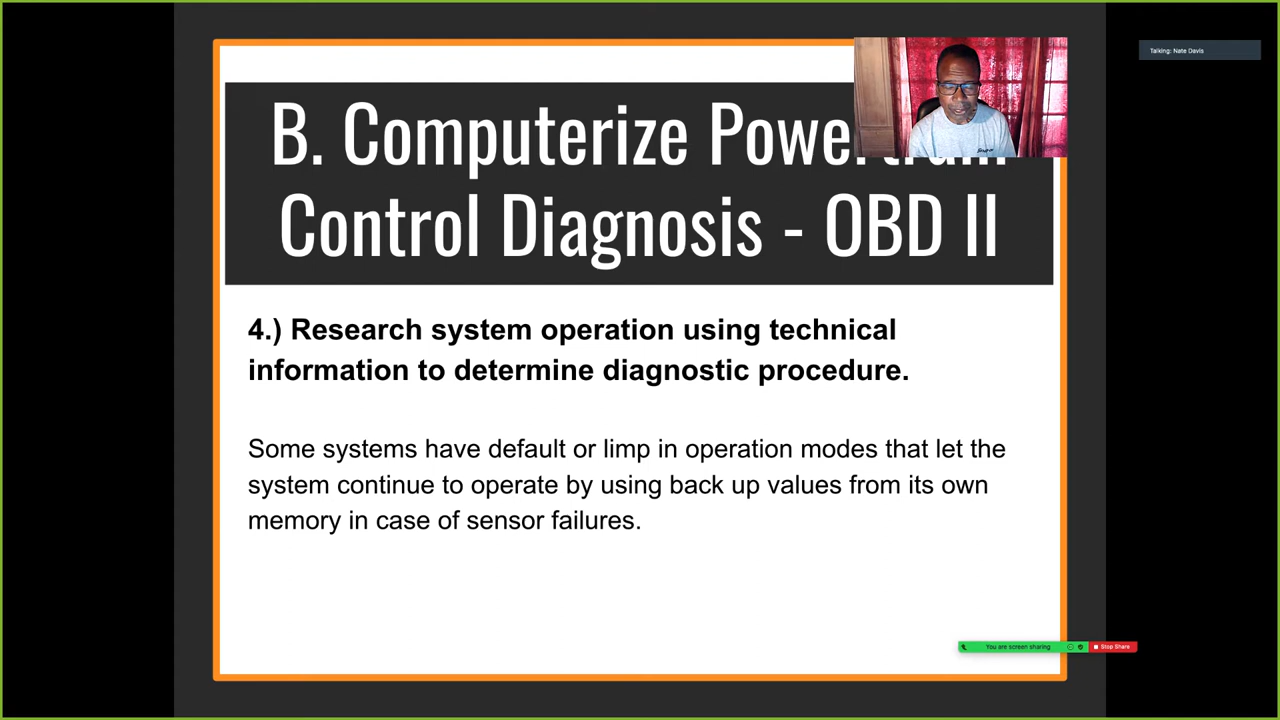 Talking: Nate Davis
B. Computerize
Control Diagnosis - OBD II
4.) Research system operation using technical
information to determine diagnostic procedure.
Some systems have default or limp in operation modes that let the
system continue to operate by using back up values from its own
memory in case of sensor failures.
You are screen sharing
Stop Share